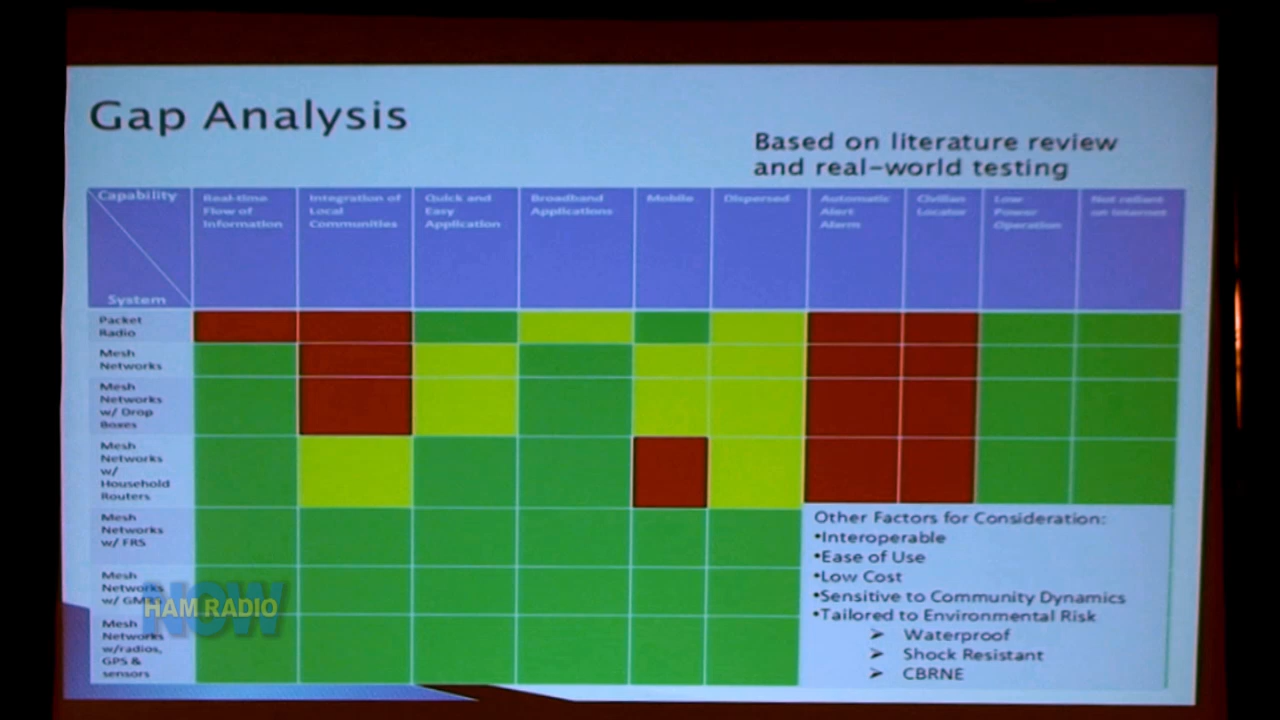 Gap Analysis
Based on literature review
and real-world testing
Capability
System
Real-time
Flow of
Information
Integration of
Local
Communities
Quick and
Easy
Application
Broadband
Applications
Mobile
Dispersed
Automatic
Alert
Alarm
Civilian
Locator
Low
Power
Operation
Not reliant
on Internet
Packet
Radio
Mesh
Networks
Mesh
Networks
w/ Drop
Boxes
Mesh
Networks
w/
Household
Routers
Mesh
Networks
w/ FRS
Mesh
Networks
w/
Mesh
Networks
w/radios,
GPS &
sensors
Other Factors for Consideration:
•Interoperable
•Ease of Use
•Low Cost
•Sensitive to Community Dynamics
•Tailored to Environmental Risk
➢ Waterproof
➢ Shock Resistant
➢ CBRNE
NOW
HAM RADIO